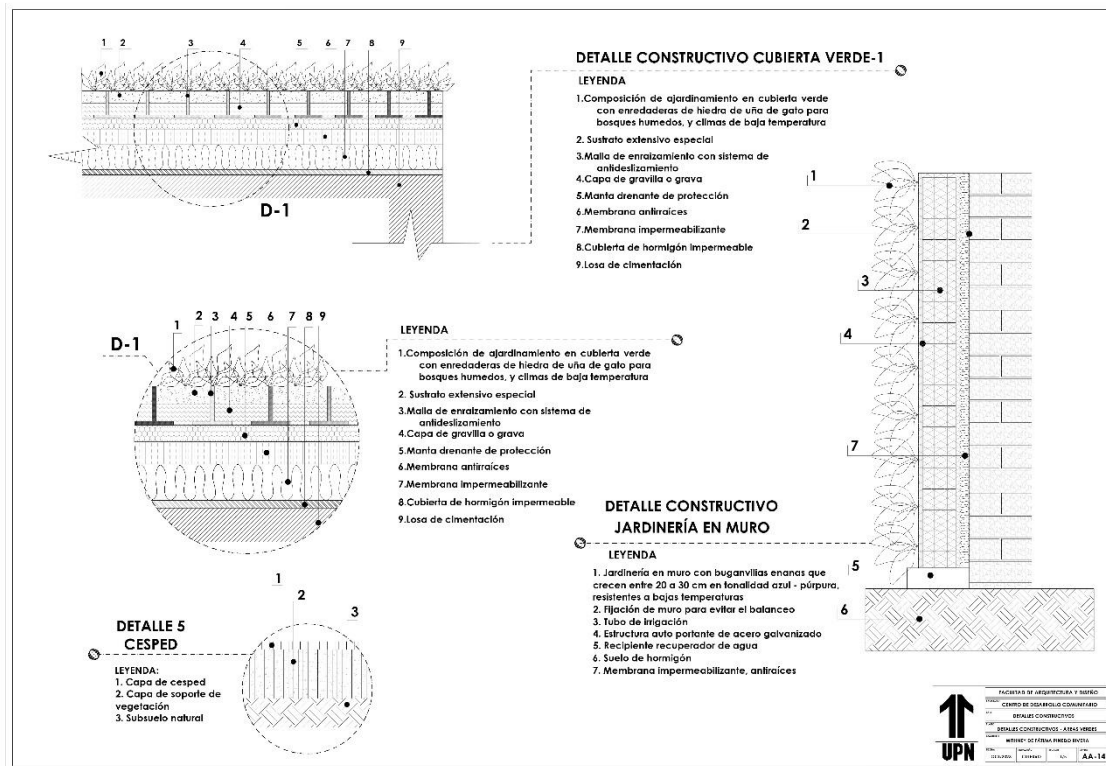 1 2 3 4 5 6 7 8 9
D-1
DETALLE CONSTRUCTIVO CUBIERTA VERDE-1
LEYENDA
1.Composición de ajardinamiento en cubierta verde
con enredaderas de hiedra de uña de gato para
bosques humedos, y climas de baja temperatura
2. Sustrato extensivo especial
3.Malla de enraizamiento con sistema de
antideslizamiento
4.Capa de gravilla o grava
5.Manta drenante de protección
6.Membrana antirraíces
7.Membrana impermeabilizante
8.Cubierta de hormigón impermeable
9.Losa de cimentación
D-1
1 2 3 4 5 6 7 8 9
LEYENDA
1.Composición de ajardinamiento en cubierta verde
con enredaderas de hiedra de uña de gato para
bosques humedos, y climas de baja temperatura
2. Sustrato extensivo especial
3.Malla de enraizamiento con sistema de
antideslizamiento
4.Capa de gravilla o grava
5.Manta drenante de protección
6.Membrana antirraíces
7.Membrana impermeabilizante
8.Cubierta de hormigón impermeable
9.Losa de cimentación
1
2
3
4
7
5
6
DETALLE CONSTRUCTIVO
JARDINERÍA EN MURO
LEYENDA
1. Jardinería en muro con buganvilias enanas que
crecen entre 20 a 30 cm en tonalidad azul - púrpura,
resistentes a bajas temperaturas
2. Fijación de muro para evitar el balanceo
3. Tubo de irrigación
4. Estructura auto portante de acero galvanizado
5. Recipiente recuperador de agua
6. Suelo de hormigón
7. Membrana impermeabilizante, antiraíces
1
2
3
DETALLE 5
CESPED
LEYENDA:
1. Capa de cesped
2. Capa de soporte de
vegetación
3. Subsuelo natural
UPN
FACULTAD DE ARQUITECTURA Y DISEÑO
CENTRO DE DESARROLLO COMUNITARIO
DETALLES CONSTRUCTIVOS
DETALLES CONSTRUCTIVOS - AREAS VERDES
DE FÁTIMA PINEDO RIVERA
AA-14